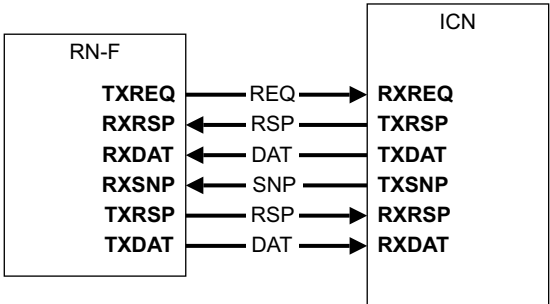 ICN
RN-F
TXREQ REQ RXREQ
RXRSP RSP TXRSP
RXDAT DAT TXDAT
RXSNP SNP TXSNP
TXRSP RSP RXRSP
TXDAT DAT RXDAT